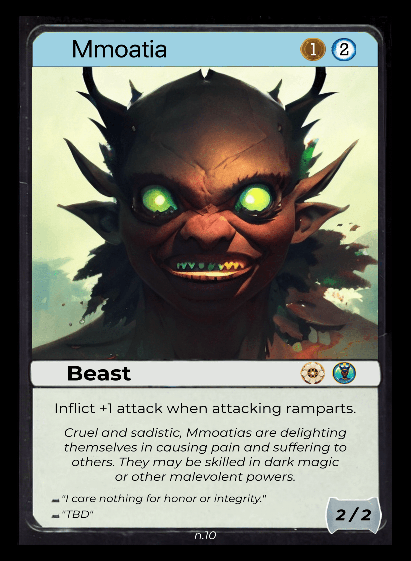 Mmoatia
1 2
Beast
Inflict +1 attack when attacking ramparts.
Cruel and sadistic, Mmoatias are delighting
themselves in causing pain and suffering to
others. They may be skilled in dark magic
or other malevolent powers.
"I care nothing for honor or integrity."
"TBD"
2 / 2
n.10